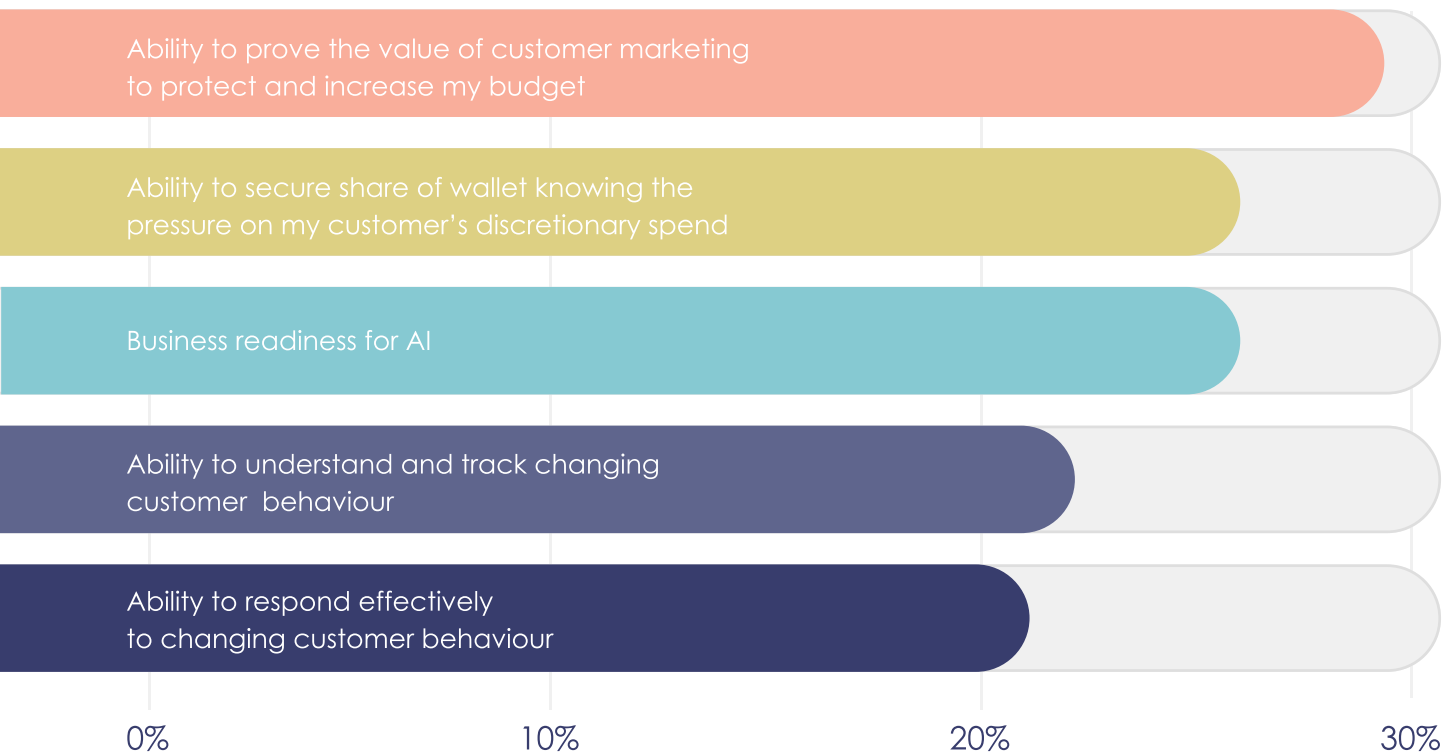 Ability to prove the value of customer marketing
to protect and increase my budget
Ability to secure share of wallet knowing the
pressure on my customer’s discretionary spend
Business readiness for AI
Ability to understand and track changing
customer  behaviour
Ability to respond effectively
to changing customer behaviour
0% 10% 20% 30%